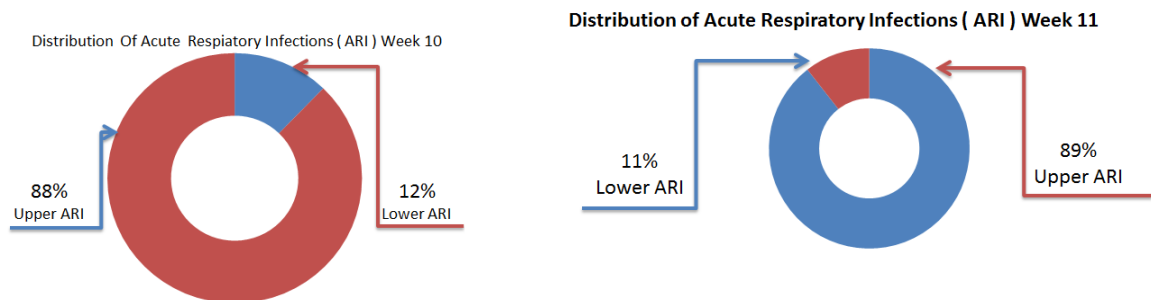 Distribution Of Acute Respiatory Infections ( ARI ) Week 10
88%
Upper ARI
12%
Lower ARI
Distribution of Acute Respiratory Infections ( ARI ) Week 11
11%
Lower ARI
89%
Upper ARI